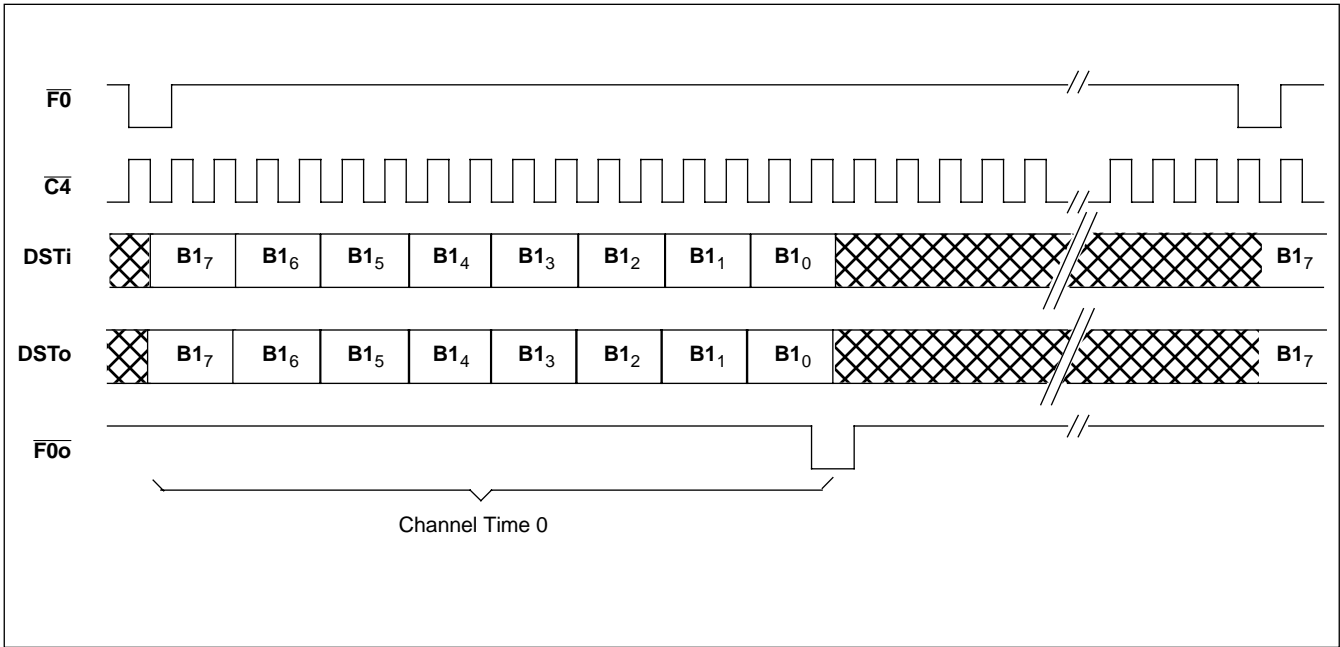 F0
C4
DSTi B17 B16 B15 B14 B13 B12 B11 B10 B17
DSTo B17 B16 B15 B14 B13 B12 B11 B10 B17
F0o
Channel Time 0